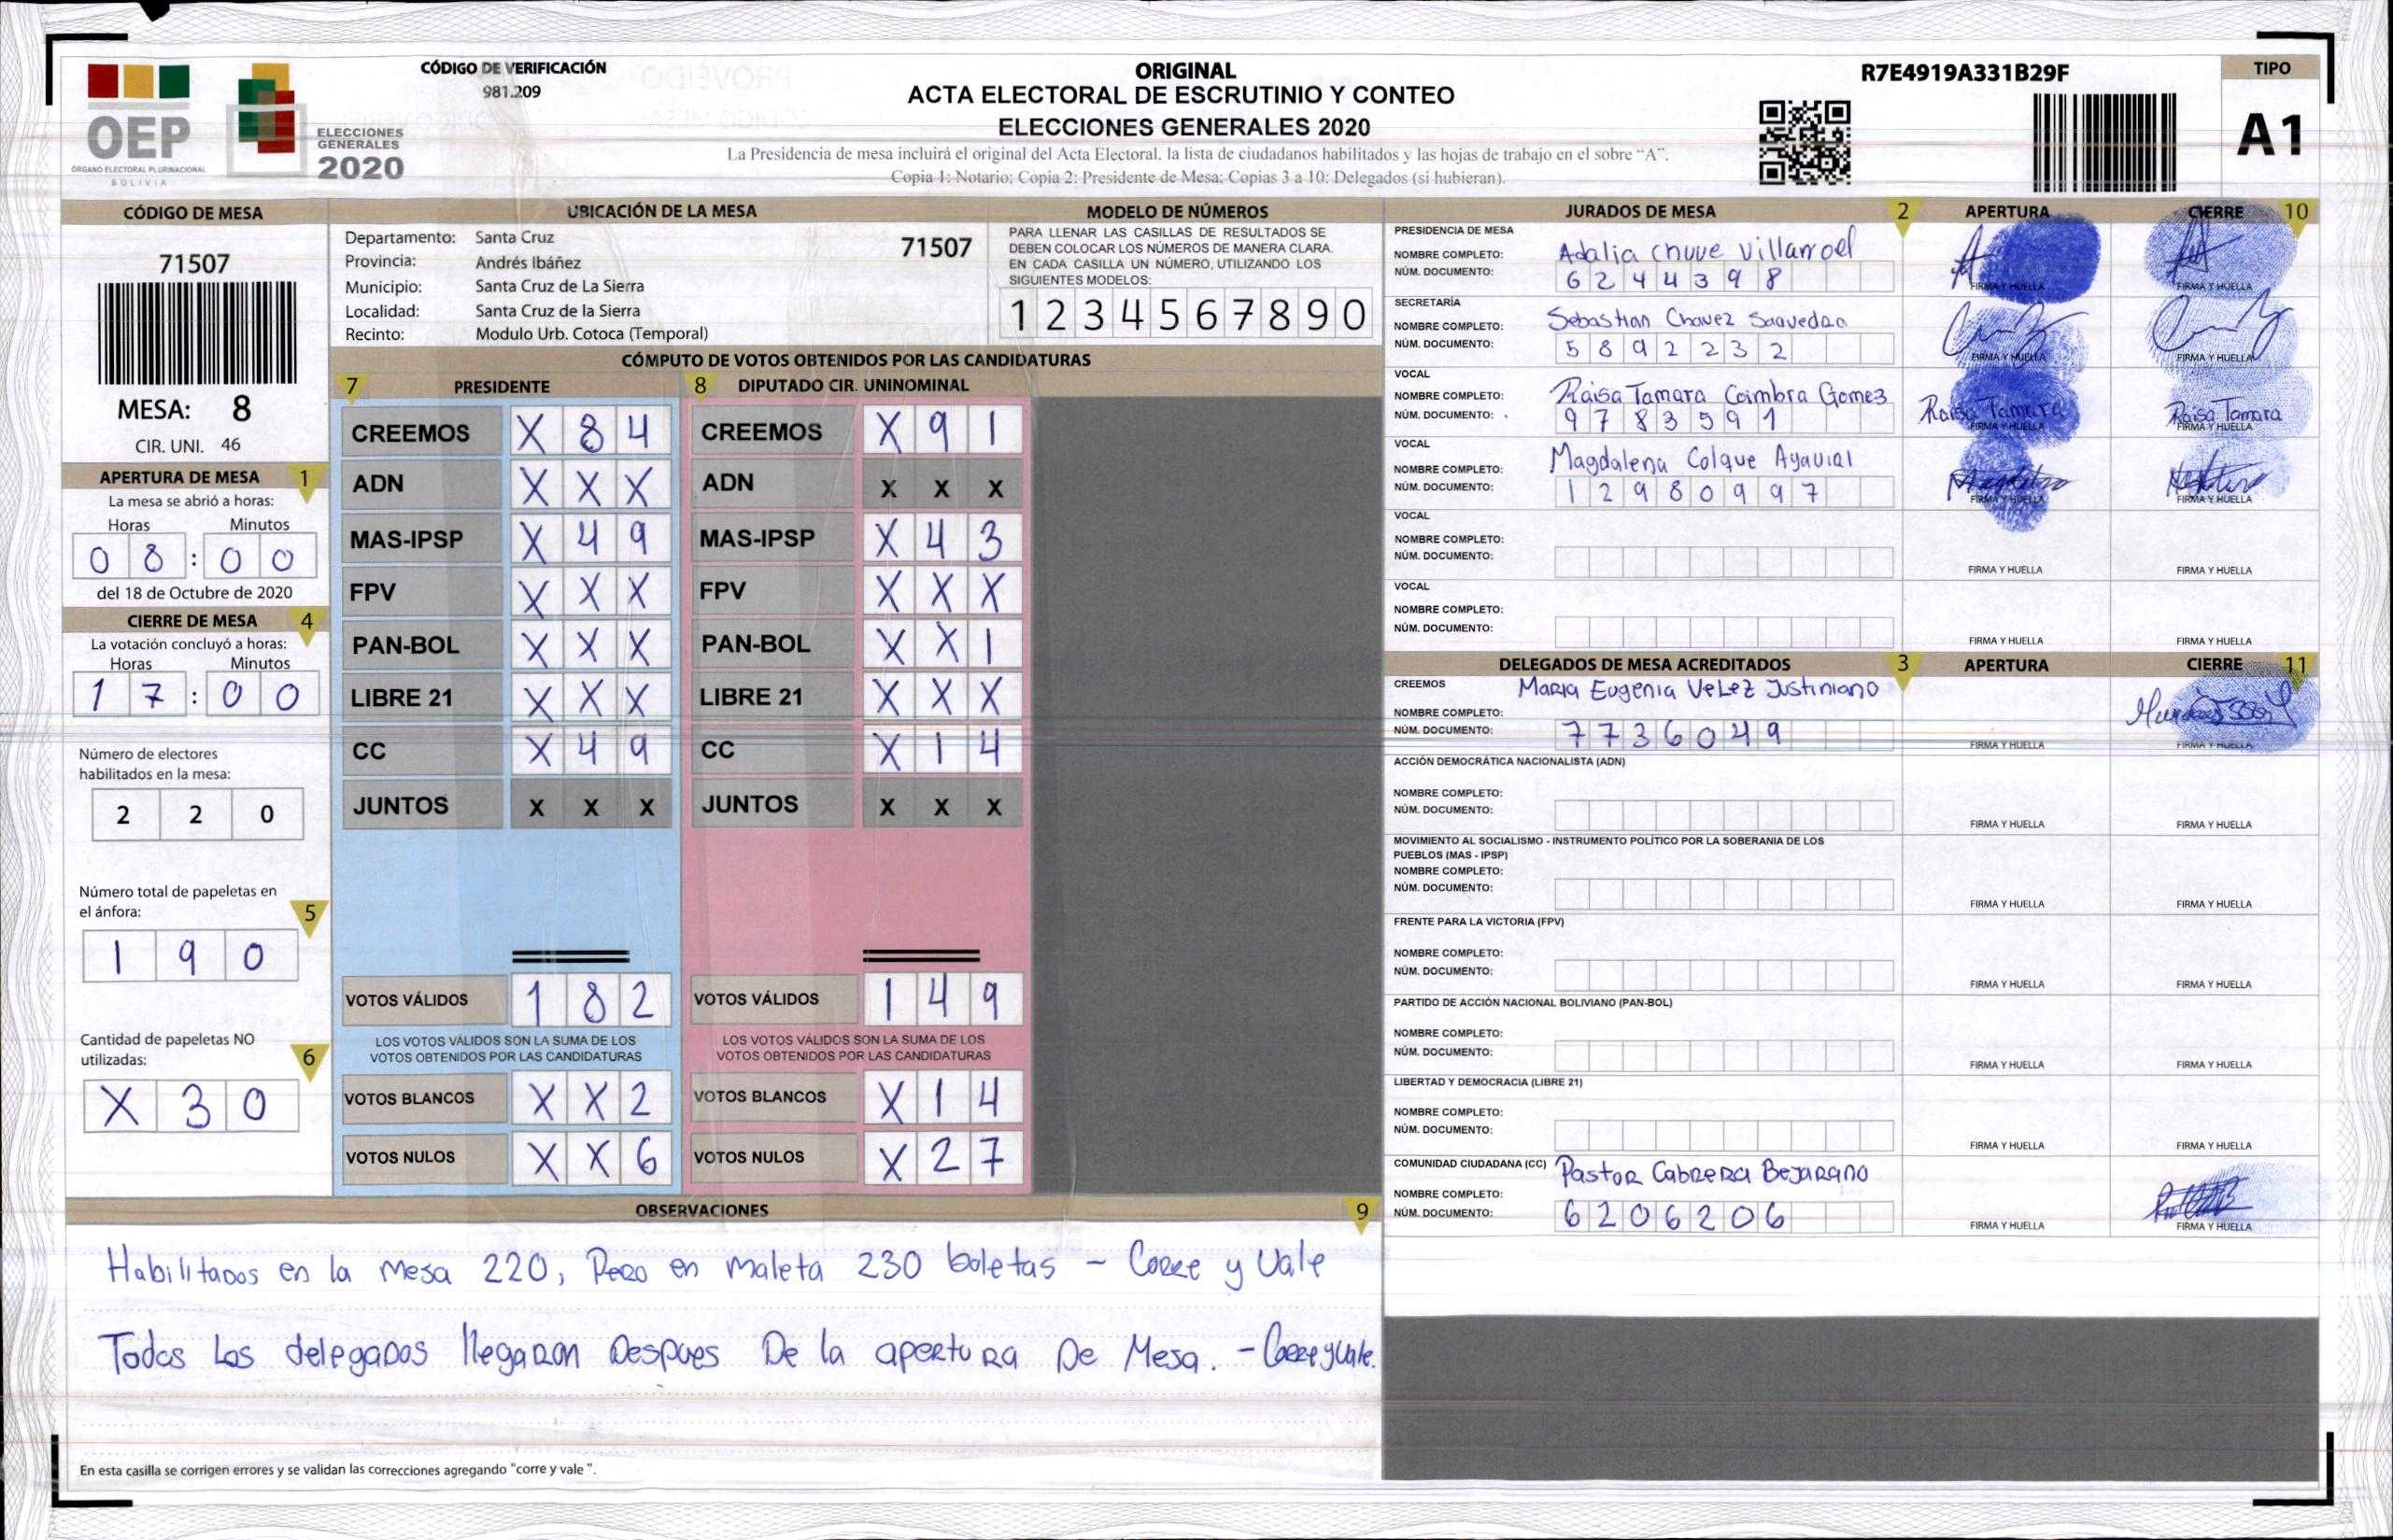 OEP
ÓRGANO ELECTORAL PLURINACIONAL
BOLIVIA
ELECCIONES
GENERALES
2020
CÓDIGO DE VERIFICACIÓN
981.209
ORIGINAL
ACTA ELECTORAL DE ESCRUTINIO Y CONTEO
ELECCIONES GENERALES 2020
La Presidencia de mesa incluirá el original del Acta Electoral. la lista de ciudadanos habilitados y las hojas de trabajo en el sobre "A".
Copia 1: Notario; Copia 2: Presidente de Mesa; Copias 3 a 10: Delegados (si hubieran).
R7E4919A331B29F
TIPO
A1
CÓDIGO DE MESA
71507
MESA: 8
CIR. UNI. 46
APERTURA DE MESA 1
La mesa se abrió a horas:
Horas Minutos
0 8 : 0 0
del 18 de Octubre de 2020
CIERRE DE MESA 4
La votación concluyó a horas:
Horas Minutos
1 7 : 0 0
Número de electores
habilitados en la mesa:
2 2 0
Número total de papeletas en
el ánfora: 5
1 9 0
Cantidad de papeletas NO
utilizadas: 6
X 3 0
UBICACIÓN DE LA MESA
Departamento: Santa Cruz 71507
Provincia: Andrés Ibáñez
Municipio: Santa Cruz de La Sierra
Localidad: Santa Cruz de la Sierra
Recinto: Modulo Urb. Cotoca (Temporal)
MODELO DE NÚMEROS
PARA LLENAR LAS CASILLAS DE RESULTADOS SE
DEBEN COLOCAR LOS NÚMEROS DE MANERA CLARA.
EN CADA CASILLA UN NÚMERO, UTILIZANDO LOS
SIGUIENTES MODELOS:
1 2 3 4 5 6 7 8 9 0
CÓMPUTO DE VOTOS OBTENIDOS POR LAS CANDIDATURAS
7 PRESIDENTE 8 DIPUTADO CIR. UNINOMINAL
CREEMOS X 8 4 CREEMOS X 9 1
ADN X X X ADN X X X
MAS-IPSP X 4 9 MAS-IPSP X 4 3
FPV X X X FPV X X X
PAN-BOL X X X PAN-BOL X X 1
LIBRE 21 X X X LIBRE 21 X X X
CC X 4 9 CC X 1 4
JUNTOS X X X JUNTOS X X X
VOTOS VÁLIDOS 1 8 2 VOTOS VÁLIDOS 1 4 9
LOS VOTOS VÁLIDOS SON LA SUMA DE LOS LOS VOTOS VÁLIDOS SON LA SUMA DE LOS
VOTOS OBTENIDOS POR LAS CANDIDATURAS VOTOS OBTENIDOS POR LAS CANDIDATURAS
VOTOS BLANCOS X X 2 VOTOS BLANCOS X 1 4
VOTOS NULOS X X 6 VOTOS NULOS X 2 7
OBSERVACIONES 9
Habilitados en la Mesa 220, Pero en maleta 230 boletas - Corre y Vale
Todos Los delegados llegaron Despues De la apertura De Mesa. - Corre y Vale.
En esta casilla se corrigen errores y se validan las correcciones agregando "corre y vale ".
JURADOS DE MESA 2 APERTURA CIERRE 10
PRESIDENCIA DE MESA
NOMBRE COMPLETO: Adalia Chuve Villarroel
NÚM. DOCUMENTO: 6 2 4 4 3 9 8
FIRMA Y HUELLA FIRMA Y HUELLA
SECRETARÍA
NOMBRE COMPLETO: Sebastian Chavez Saavedra
NÚM. DOCUMENTO: 5 8 9 2 2 3 2
FIRMA Y HUELLA FIRMA Y HUELLA
VOCAL
NOMBRE COMPLETO: Raisa Tamara Coimbra Gomez
NÚM. DOCUMENTO: 9 7 8 3 5 9 1
Raisa Tamara Raisa Tamara
FIRMA Y HUELLA FIRMA Y HUELLA
VOCAL
NOMBRE COMPLETO: Magdalena Colque Ayavial
NÚM. DOCUMENTO: 1 2 9 8 0 9 9 7
FIRMA Y HUELLA FIRMA Y HUELLA
VOCAL
NOMBRE COMPLETO:
NÚM. DOCUMENTO:
FIRMA Y HUELLA FIRMA Y HUELLA
VOCAL
NOMBRE COMPLETO:
NÚM. DOCUMENTO:
FIRMA Y HUELLA FIRMA Y HUELLA
DELEGADOS DE MESA ACREDITADOS 3 APERTURA CIERRE 11
CREEMOS
NOMBRE COMPLETO: Maria Eugenia Velez Justiniano
NÚM. DOCUMENTO: 7 7 3 6 0 4 9
FIRMA Y HUELLA FIRMA Y HUELLA
ACCIÓN DEMOCRÁTICA NACIONALISTA (ADN)
NOMBRE COMPLETO:
NÚM. DOCUMENTO:
FIRMA Y HUELLA FIRMA Y HUELLA
MOVIMIENTO AL SOCIALISMO - INSTRUMENTO POLÍTICO POR LA SOBERANIA DE LOS
PUEBLOS (MAS - IPSP)
NOMBRE COMPLETO:
NÚM. DOCUMENTO:
FIRMA Y HUELLA FIRMA Y HUELLA
FRENTE PARA LA VICTORIA (FPV)
NOMBRE COMPLETO:
NÚM. DOCUMENTO:
FIRMA Y HUELLA FIRMA Y HUELLA
PARTIDO DE ACCIÓN NACIONAL BOLIVIANO (PAN-BOL)
NOMBRE COMPLETO:
NÚM. DOCUMENTO:
FIRMA Y HUELLA FIRMA Y HUELLA
LIBERTAD Y DEMOCRACIA (LIBRE 21)
NOMBRE COMPLETO:
NÚM. DOCUMENTO:
FIRMA Y HUELLA FIRMA Y HUELLA
COMUNIDAD CIUDADANA (CC)
NOMBRE COMPLETO: Pastor Cabrera Bejarano
NÚM. DOCUMENTO: 6 2 0 6 2 0 6
FIRMA Y HUELLA FIRMA Y HUELLA